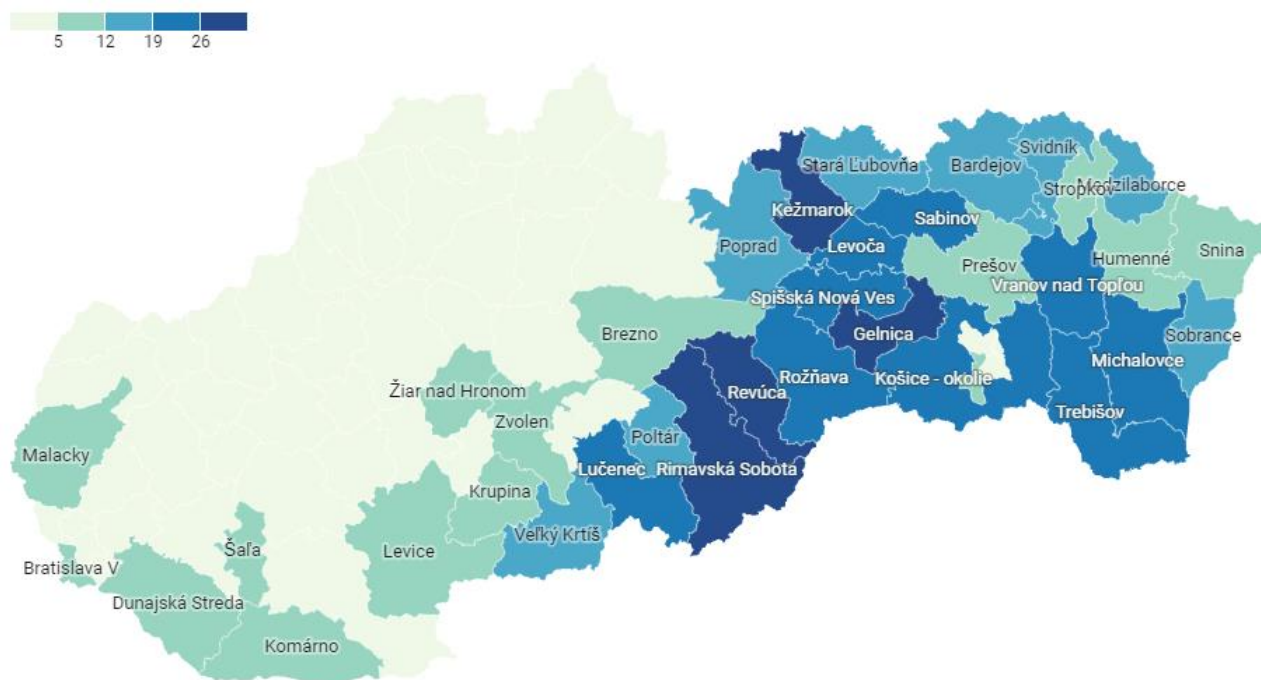 5 12 19 26
Svidník
Stará Ľubovňa
Bardejov
Medzilaborce
Stropkov
Kežmarok
Sabinov
Poprad
Levoča
Snina
Humenné
Prešov
Vranov nad Topľou
Spišská Nová Ves
Brezno
Gelnica
Sobrance
Michalovce
Rožňava
Košice - okolie
Žiar nad Hronom
Revúca
Trebišov
Zvolen
Poltár
Malacky
Lučenec
Rimavská Sobota
Krupina
Veľký Krtíš
Šaľa
Levice
Bratislava V
Dunajská Streda
Komárno